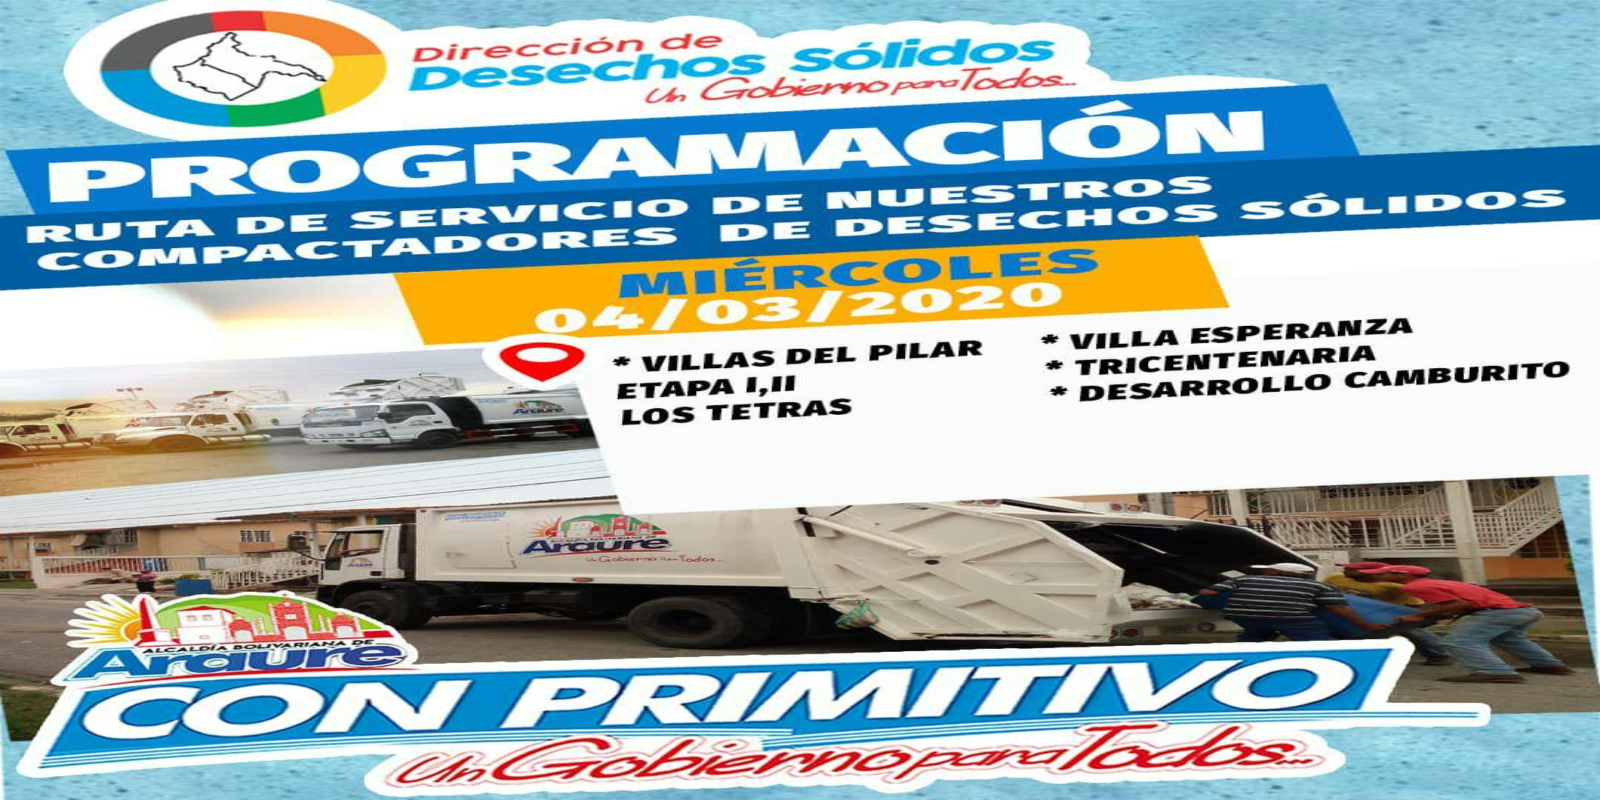 Dirección de
Desechos Sólidos
Un Gobierno para Todos...
PROGRAMACIÓN
RUTA DE SERVICIO DE NUESTROS
COMPACTADORES DE DESECHOS SÓLIDOS
MIÉRCOLES
04/03/2020
* VILLAS DEL PILAR
ETAPA I,II
LOS TETRAS
* VILLA ESPERANZA
* TRICENTENARIA
* DESARROLLO CAMBURITO
Araure
Araure
Un Gobierno Para Todos...
ALCALDÍA BOLIVARIANA DE
Araure
CON PRIMITIVO
Un Gobierno para Todos...